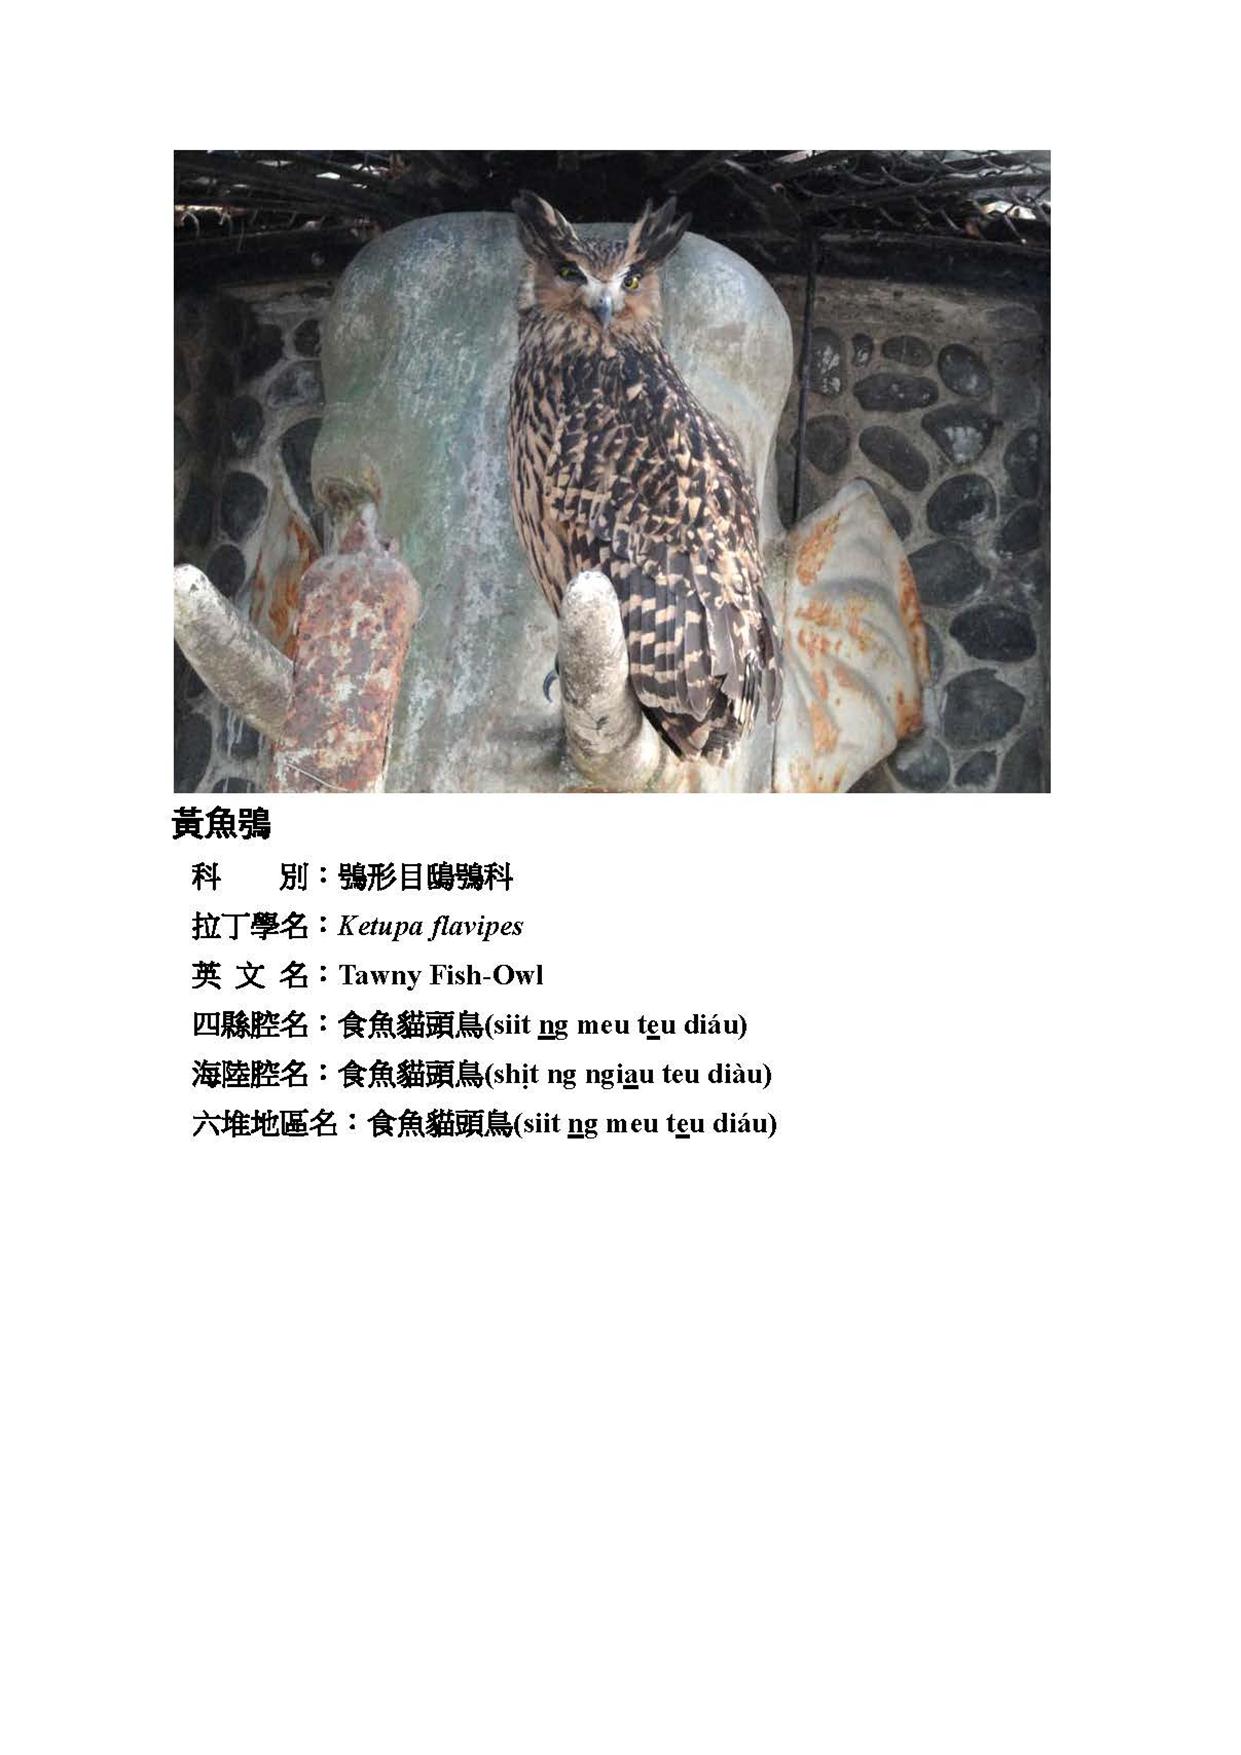 黃魚鴞
科　　別：鴞形目鴟鴞科
拉丁學名：Ketupa flavipes
英 文 名：Tawny Fish-Owl
四縣腔名：食魚貓頭鳥(siit ng meu teu diáu)
海陸腔名：食魚貓頭鳥(shịt ng ngiau teu diàu)
六堆地區名：食魚貓頭鳥(siit ng meu teu diáu)